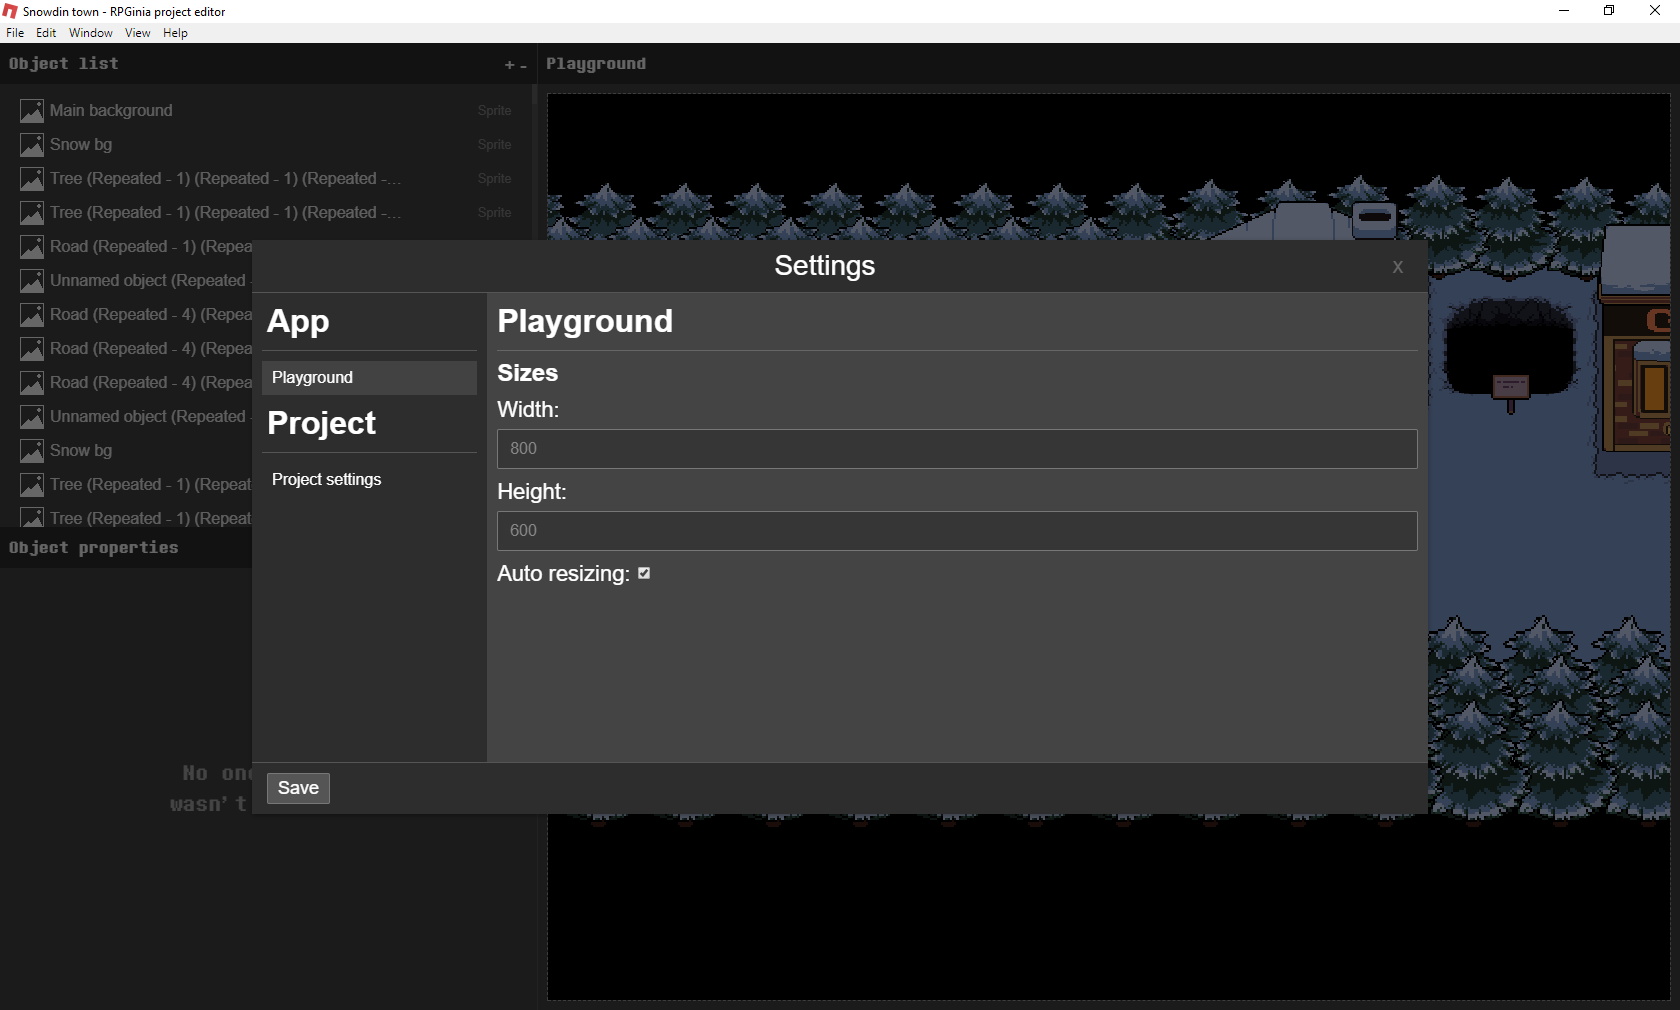 Snowdin town - RPGinia project editor
File Edit Window View Help
Object list + -
Main background Sprite
Snow bg Sprite
Tree (Repeated - 1) (Repeated - 1) (Repeated -... Sprite
Tree (Repeated - 1) (Repeated - 1) (Repeated -... Sprite
Road (Repeated - 1) (Repea
Unnamed object (Repeated
Road (Repeated - 4) (Repea
Road (Repeated - 4) (Repea
Road (Repeated - 4) (Repea
Unnamed object (Repeated
Snow bg
Tree (Repeated - 1) (Repeat
Tree (Repeated - 1) (Repeat
Object properties
No one
wasn't
Playground
G
Settings
x
App
Playground
Project
Project settings
Playground
Sizes
Width:
800
Height:
600
Auto resizing:
Save